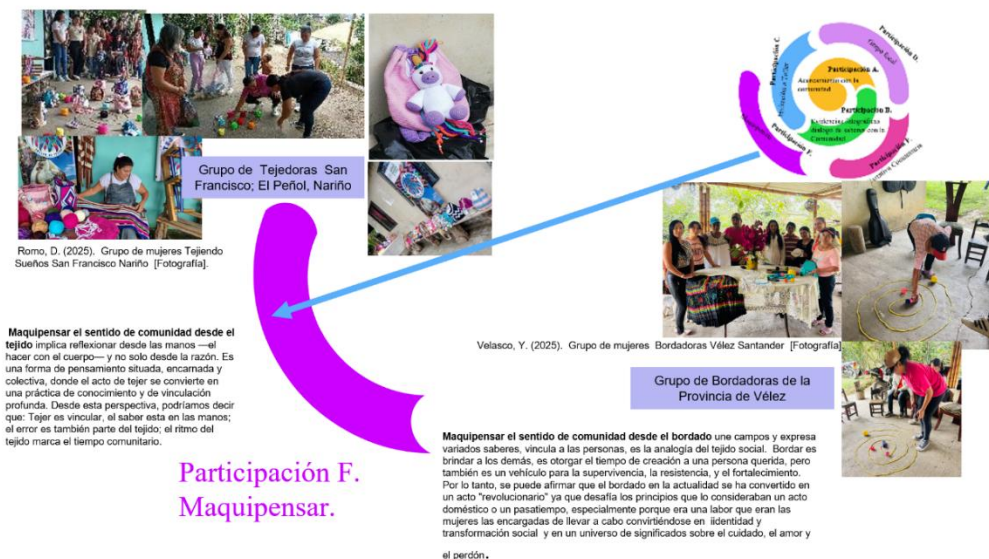 Grupo de Tejedoras San
Francisco; El Peñol, Nariño
Romo, D. (2025). Grupo de mujeres Tejiendo
Sueños San Francisco Nariño [Fotografía].
Maquipensar el sentido de comunidad desde el
tejido implica reflexionar desde las manos —el
hacer con el cuerpo— y no solo desde la razón. Es
una forma de pensamiento situada, encarnada y
colectiva, donde el acto de tejer se convierte en
una práctica de conocimiento y de vinculación
profunda. Desde esta perspectiva, podríamos decir
que: Tejer es vincular, el saber esta en las manos;
el error es también parte del tejido; el ritmo del
tejido marca el tiempo comunitario.
Participación F.
Maquipensar.
Participación A.
Acercamiento con la
comunidad
Participación B.
dialogo de saberes con la
Comunidad
Participación C.
Participación D.
Participación E.
Participación F.
Velasco, Y. (2025). Grupo de mujeres Bordadoras Vélez Santander [Fotografía]
Grupo de Bordadoras de la
Provincia de Vélez
Maquipensar el sentido de comunidad desde el bordado une campos y expresa
variados saberes, vincula a las personas, es la analogía del tejido social. Bordar es
brindar a los demás, es otorgar el tiempo de creación a una persona querida, pero
también es un vehículo para la supervivencia, la resistencia, y el fortalecimiento.
Por lo tanto, se puede afirmar que el bordado en la actualidad se ha convertido en
un acto "revolucionario" ya que desafía los principios que lo consideraban un acto
doméstico o un pasatiempo, especialmente porque era una labor que eran las
mujeres las encargadas de llevar a cabo convirtiéndose en iidentidad y
transformación social y en un universo de significados sobre el cuidado, el amor y
el perdón.